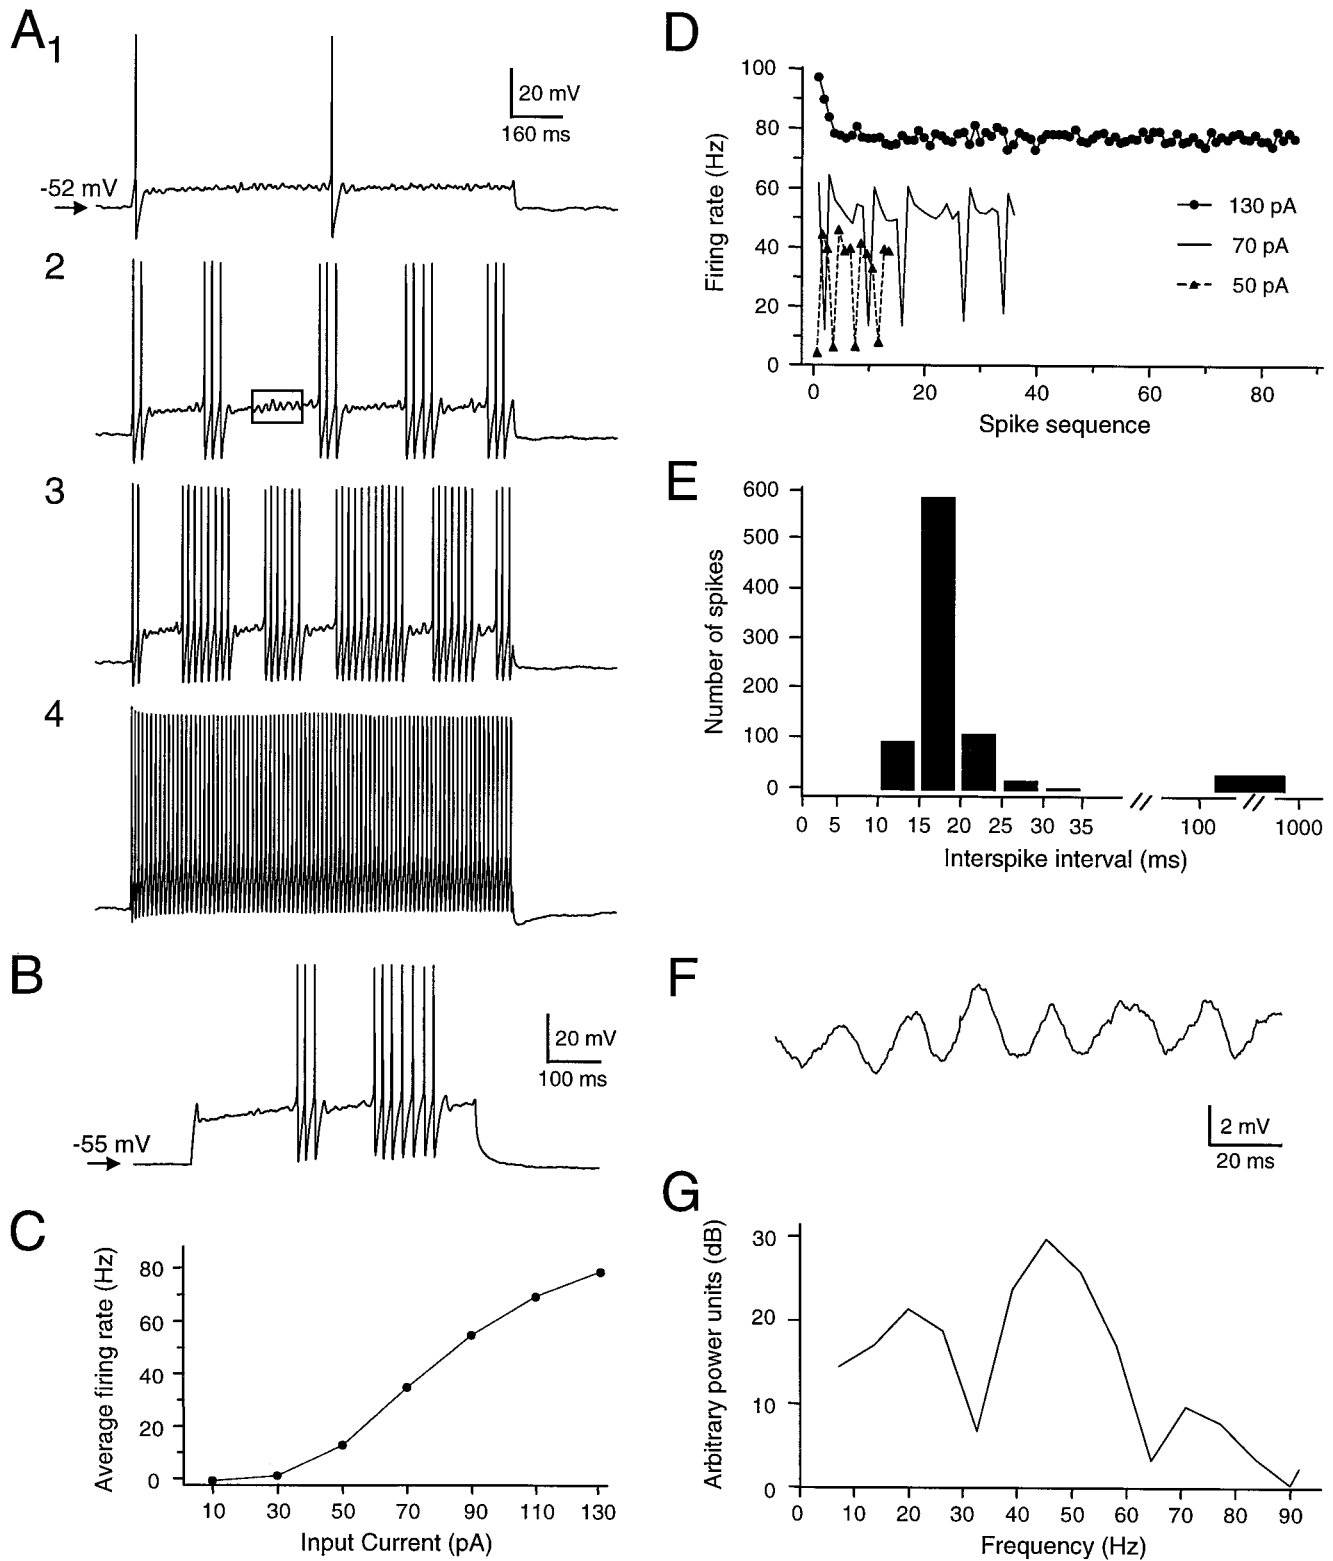 A1
20 mV
160 ms
-52 mV
2
3
4
B
20 mV
100 ms
-55 mV
C
Average firing rate (Hz)
80
60
40
20
0
10 30 50 70 90 110 130
Input Current (pA)
D
Firing rate (Hz)
100
80
60
40
20
0
130 pA
70 pA
50 pA
0 20 40 60 80
Spike sequence
E
Number of spikes
600
500
400
300
200
100
0
0 5 10 15 20 25 30 35 100 1000
Interspike interval (ms)
F
2 mV
20 ms
G
Arbitrary power units (dB)
30
20
10
0
0 10 20 30 40 50 60 70 80 90
Frequency (Hz)